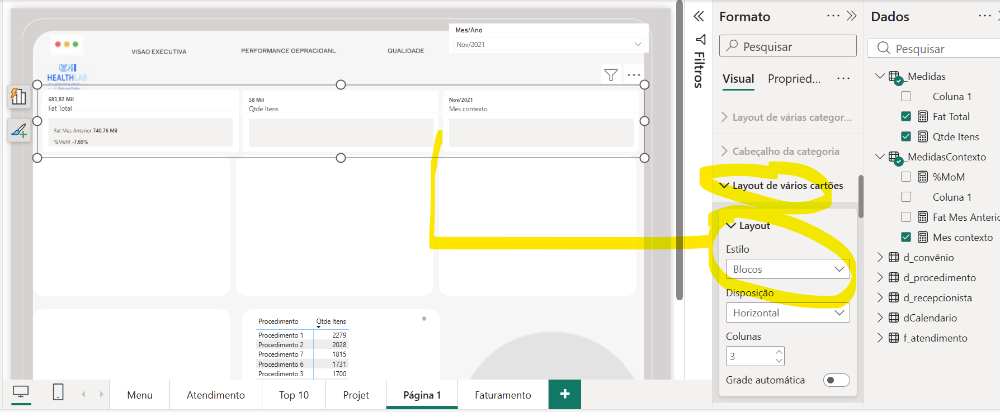 Mes/Ano
Nov/2021
VISAO EXECUTIVA
PERFORMANCE OEPRACIOANL
QUALIDADE
HEALTHLAB
683,82 Mil
Fat Total
Fat Mes Anterior 740,76 Mil
%MoM -7,69%
58 Mil
Qtde Itens
Nov/2021
Mes contexto
Procedimento Qtde Itens
Procedimento 1 2279
Procedimento 2 2028
Procedimento 7 1815
Procedimento 6 1731
Procedimento 3 1700
Menu
Atendimento
Top 10
Projet
Página 1
Faturamento
+
Filtros
Formato
Pesquisar
Visual
Propried...
Layout de várias categor...
Cabeçalho da categoria
Layout de vários cartões
Layout
Estilo
Blocos
Disposição
Horizontal
Colunas
3
Grade automática
Dados
Pesquisar
_Medidas
Coluna 1
Fat Total
Qtde Itens
_MedidasContexto
%MoM
Coluna 1
Fat Mes Anteric
Mes contexto
d_convênio
d_procedimento
d_recepcionista
dCalendario
f_atendimento